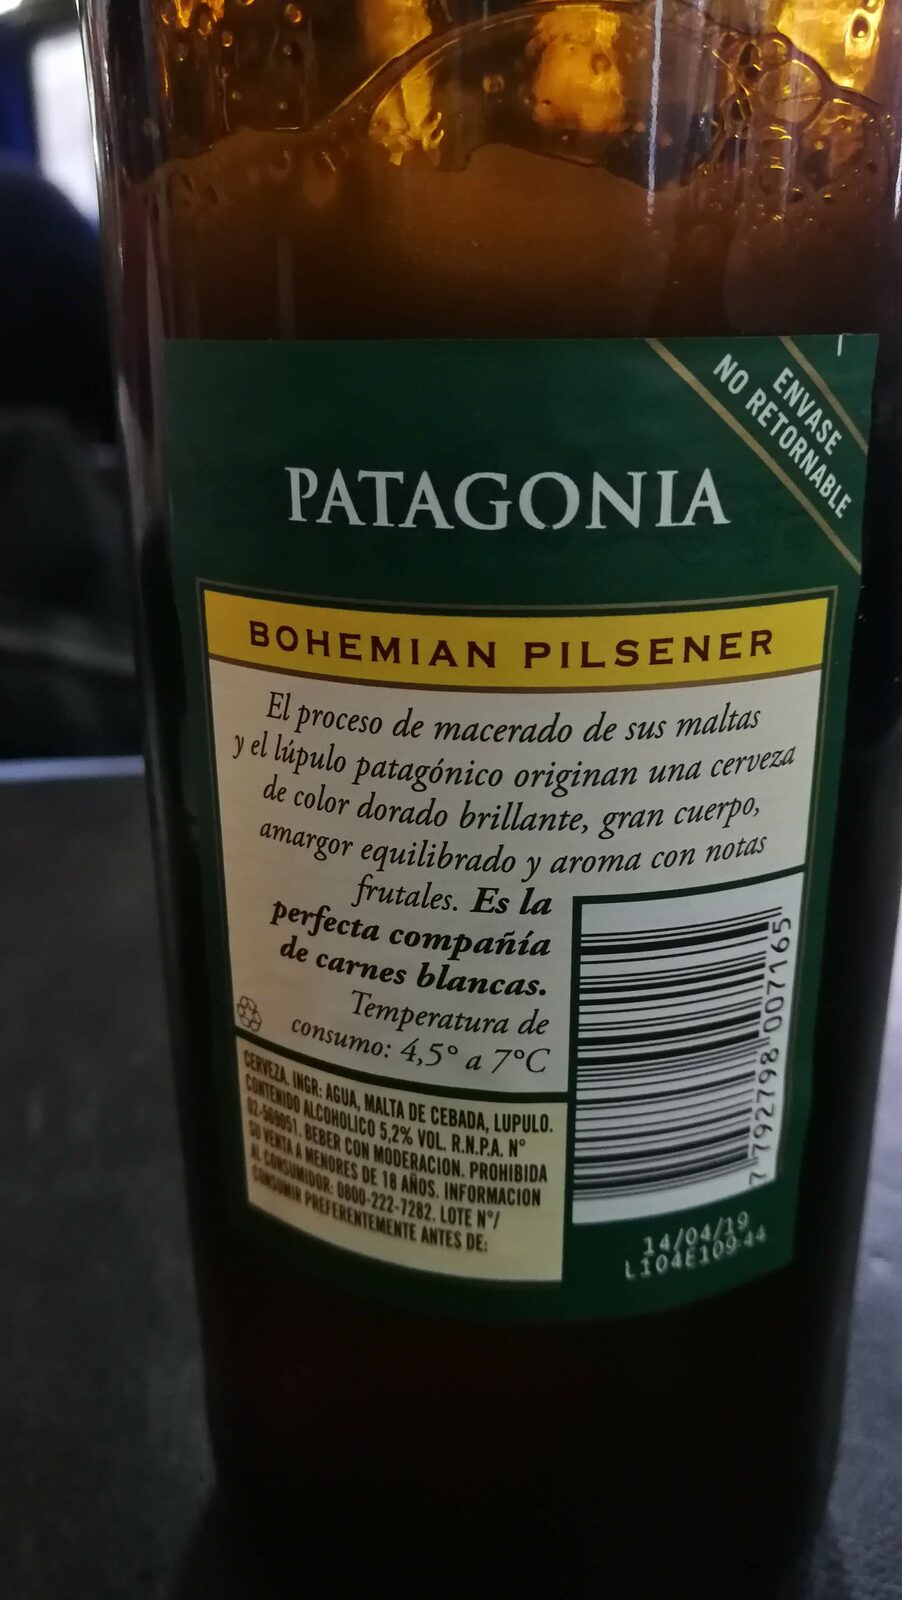 ENVASE
NO RETORNABLE
PATAGONIA
BOHEMIAN PILSENER
El proceso de macerado de sus maltas
y el lúpulo patagónico originan una cerveza
de color dorado brillante, gran cuerpo,
amargor equilibrado y aroma con notas
frutales. Es la
perfecta compañía
de carnes blancas.
Temperatura de
consumo: 4,5° a 7°C
CERVEZA. INGR: AGUA, MALTA DE CEBADA, LUPULO.
CONTENIDO ALCOHOLICO 5,2% VOL. R.N.P.A. N°
02-569051. BEBER CON MODERACION. PROHIBIDA
SU VENTA A MENORES DE 18 AÑOS. INFORMACION
AL CONSUMIDOR: 0800-222-7282. LOTE N°/
CONSUMIR PREFERENTEMENTE ANTES DE:
7 792798 007165
14/04/19
L104E109:44